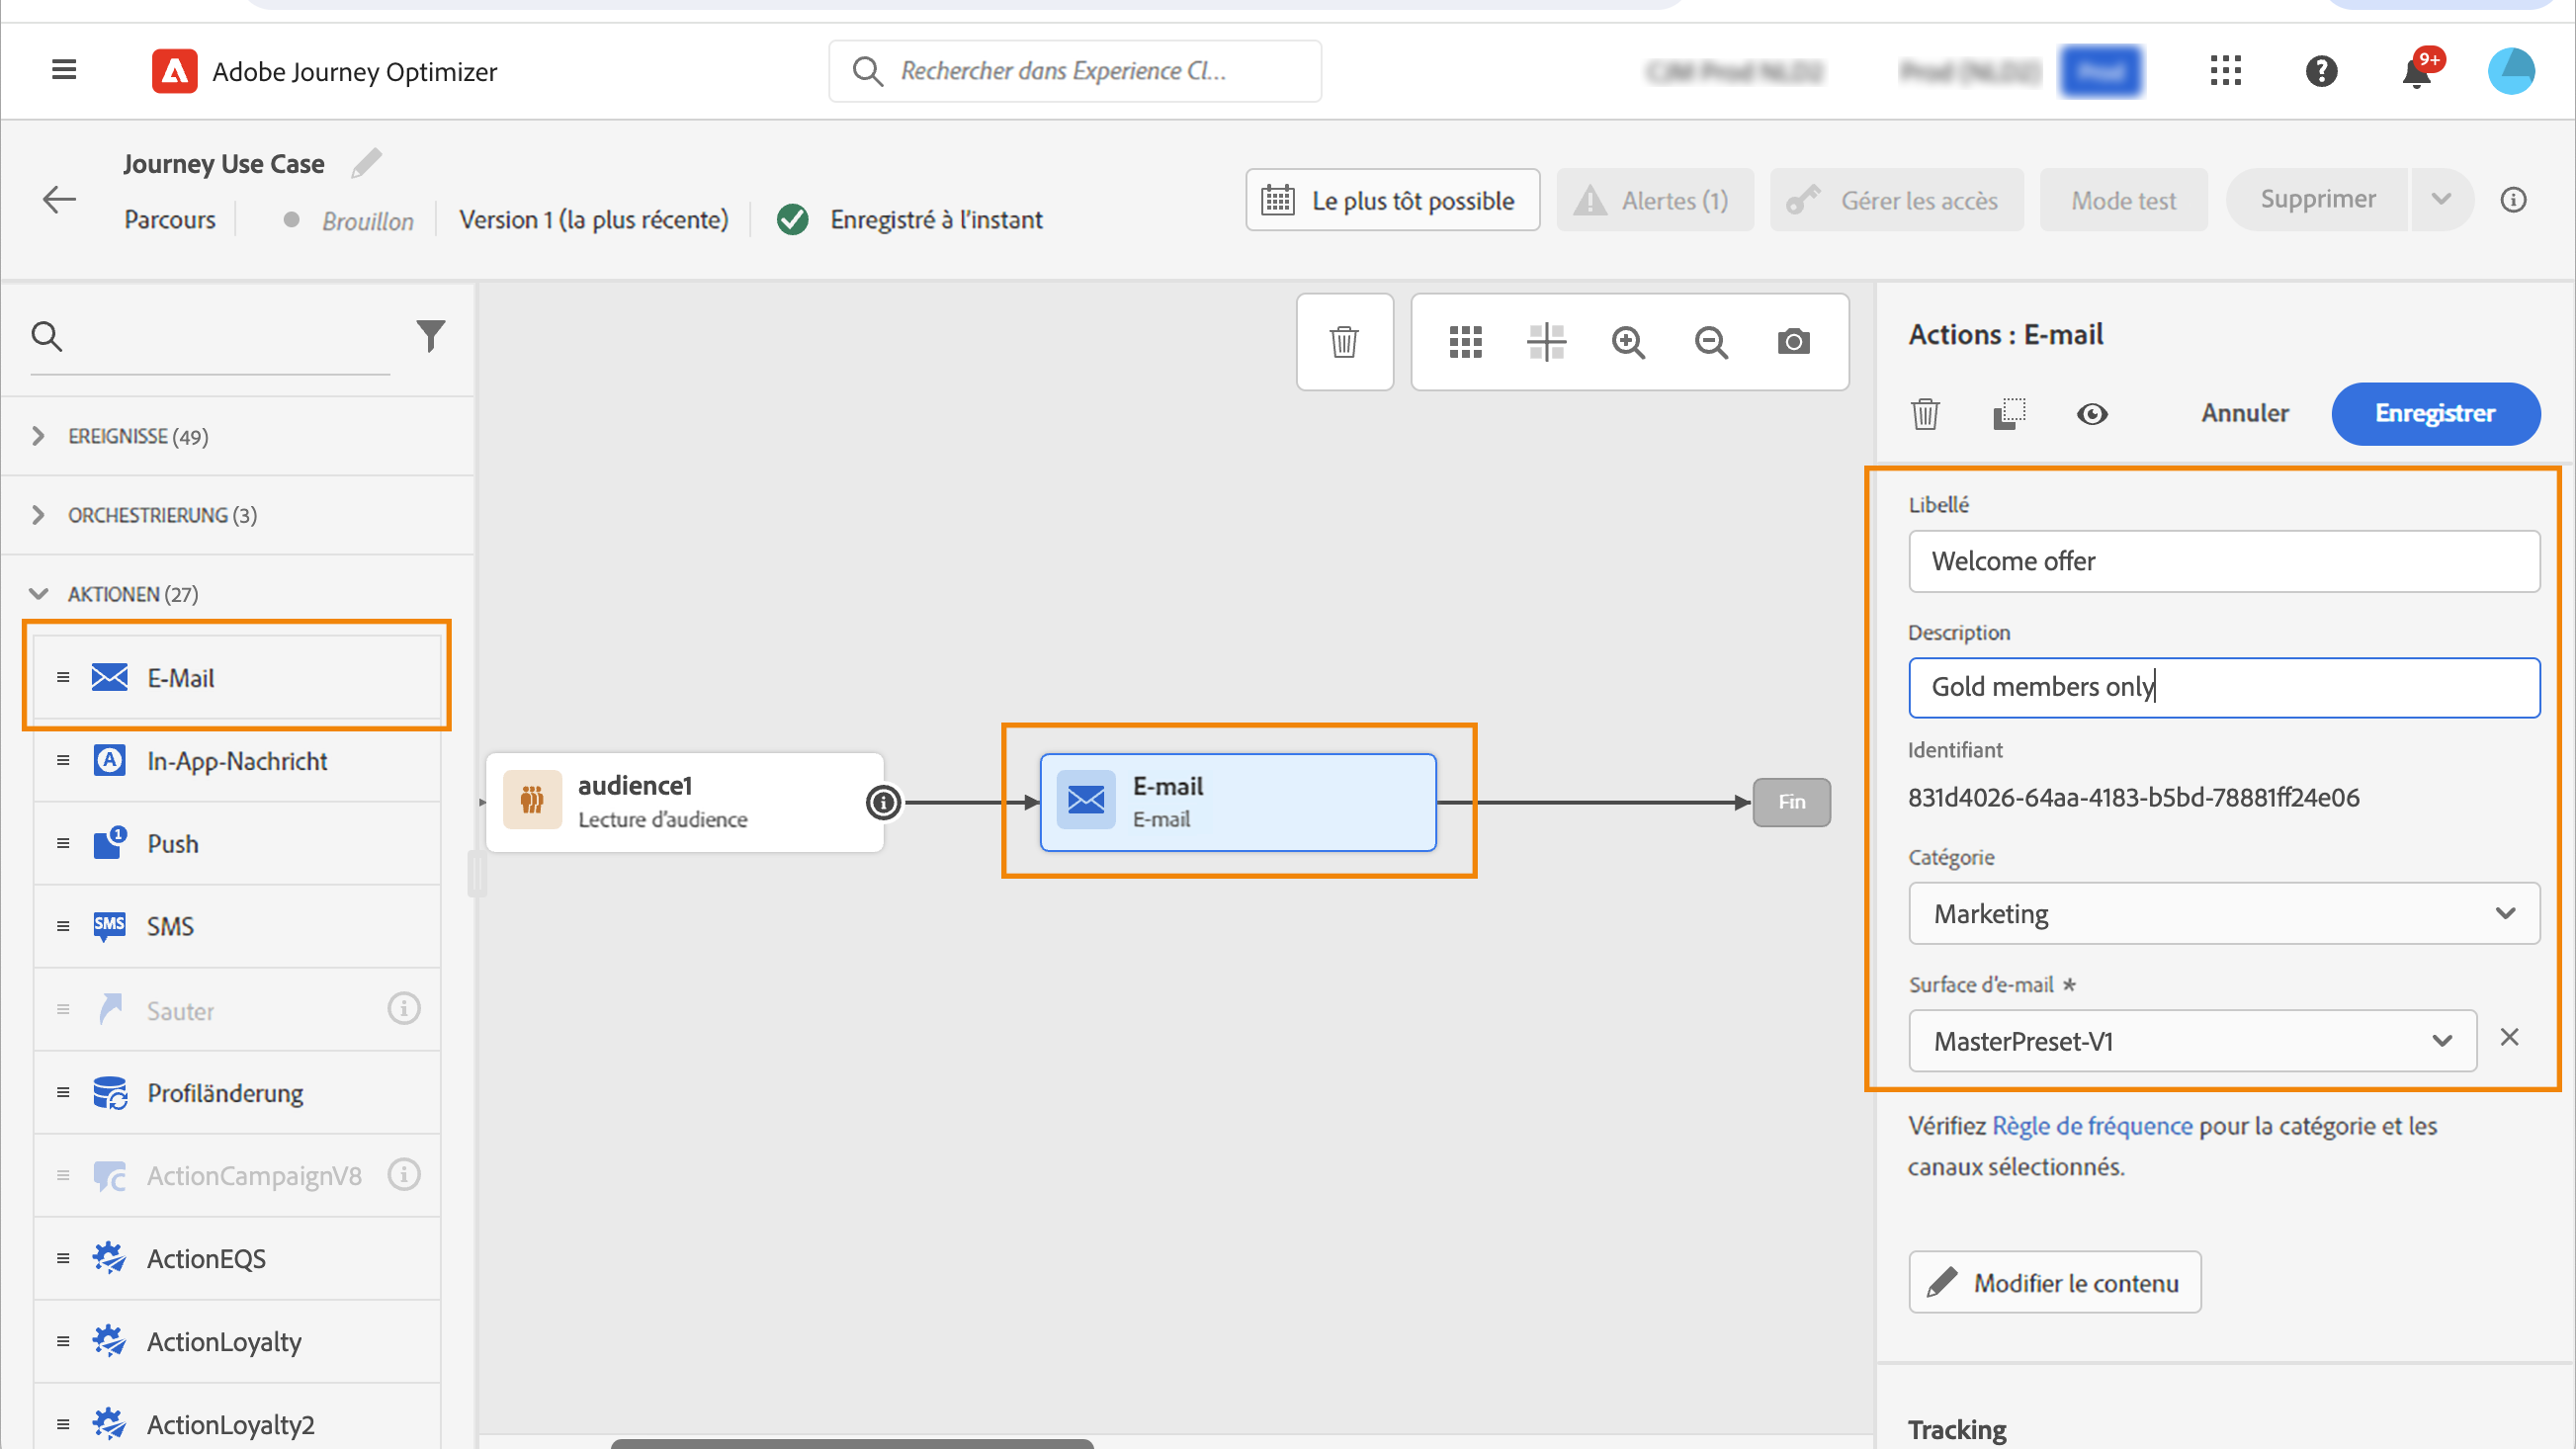 Adobe Journey Optimizer
Rechercher dans Experience Cl...
9+
Journey Use Case
Parcours
Brouillon
Version 1 (la plus récente)
Enregistré à l'instant
Le plus tôt possible
Alertes (1)
Gérer les accès
Mode test
Supprimer
EREIGNISSE (49)
ORCHESTRIERUNG (3)
AKTIONEN (27)
E-Mail
In-App-Nachricht
1
Push
SMS
SMS
Sauter
Profiländerung
ActionCampaignV8
ActionEQS
ActionLoyalty
ActionLoyalty2
audience1
Lecture d'audience
E-mail
E-mail
Fin
Actions : E-mail
Annuler
Enregistrer
Libellé
Welcome offer
Description
Gold members only
Identifiant
831d4026-64aa-4183-b5bd-78881ff24e06
Catégorie
Marketing
Surface d'e-mail *
MasterPreset-V1
Vérifiez Règle de fréquence pour la catégorie et les
canaux sélectionnés.
Modifier le contenu
Tracking